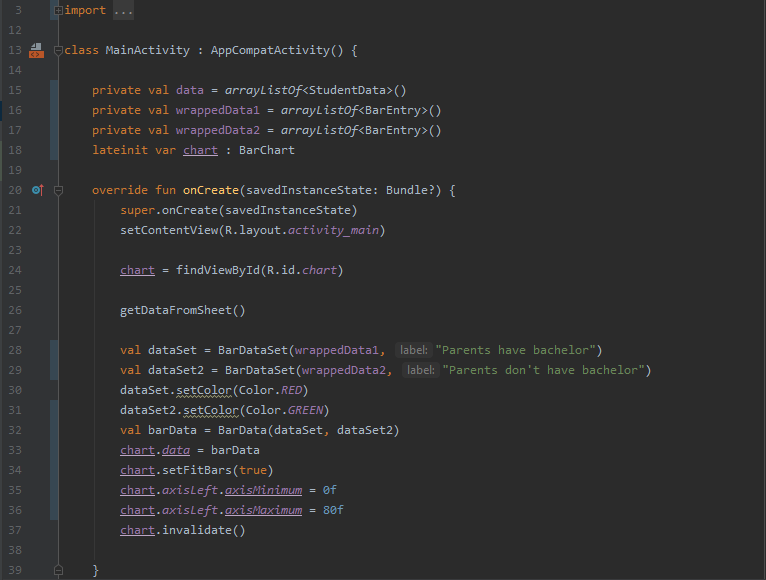 3 import ...
12
13 class MainActivity : AppCompatActivity() {
14
15     private val data = arrayListOf<StudentData>()
16     private val wrappedData1 = arrayListOf<BarEntry>()
17     private val wrappedData2 = arrayListOf<BarEntry>()
18     lateinit var chart : BarChart
19
20     override fun onCreate(savedInstanceState: Bundle?) {
21         super.onCreate(savedInstanceState)
22         setContentView(R.layout.activity_main)
23
24         chart = findViewById(R.id.chart)
25
26         getDataFromSheet()
27
28         val dataSet = BarDataSet(wrappedData1, label: "Parents have bachelor")
29         val dataSet2 = BarDataSet(wrappedData2, label: "Parents don't have bachelor")
30         dataSet.setColor(Color.RED)
31         dataSet2.setColor(Color.GREEN)
32         val barData = BarData(dataSet, dataSet2)
33         chart.data = barData
34         chart.setFitBars(true)
35         chart.axisLeft.axisMinimum = 0f
36         chart.axisLeft.axisMaximum = 80f
37         chart.invalidate()
38
39     }